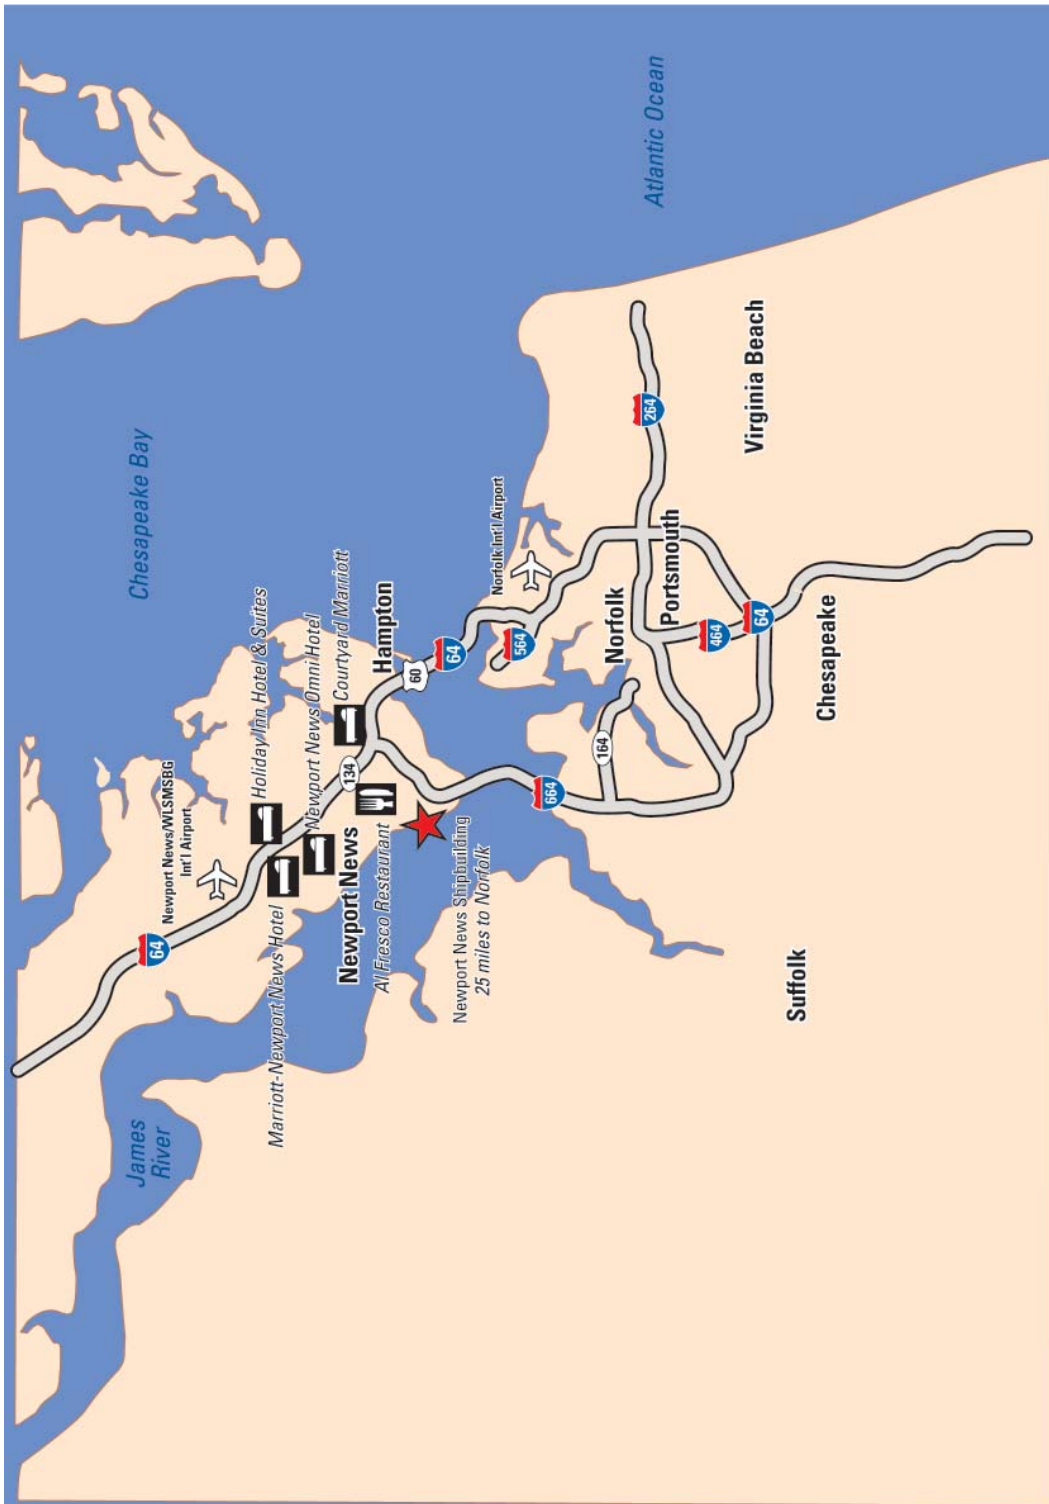 Atlantic Ocean
Chesapeake Bay
James
River
Newport News/WLSMSBG
Int'l Airport
64
Holiday Inn Hotel & Suites
Marriott-Newport News Hotel
Newport News Omni Hotel
Courtyard Marriott
134
Newport News
Al Fresco Restaurant
Hampton
60
64
Newport News Shipbuilding
25 miles to Norfolk
Norfolk Int'l Airport
564
664
164
Norfolk
Portsmouth
264
Virginia Beach
464
64
Chesapeake
Suffolk